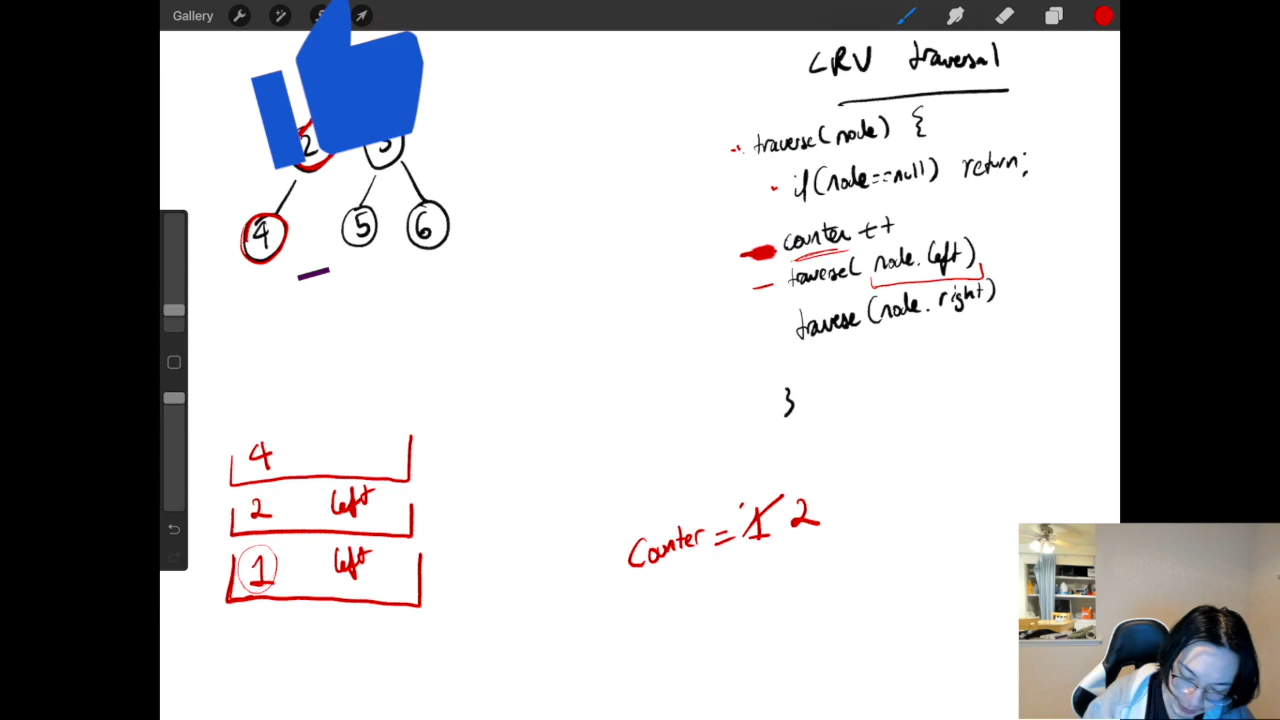 Gallery
LRV traversal
traverse(node) {
if(node==null) return;
counter ++
traverse( node.left)
travese (node.right)
}
2
3
4
5
6
4
2 left
1 left
Counter = 1 2